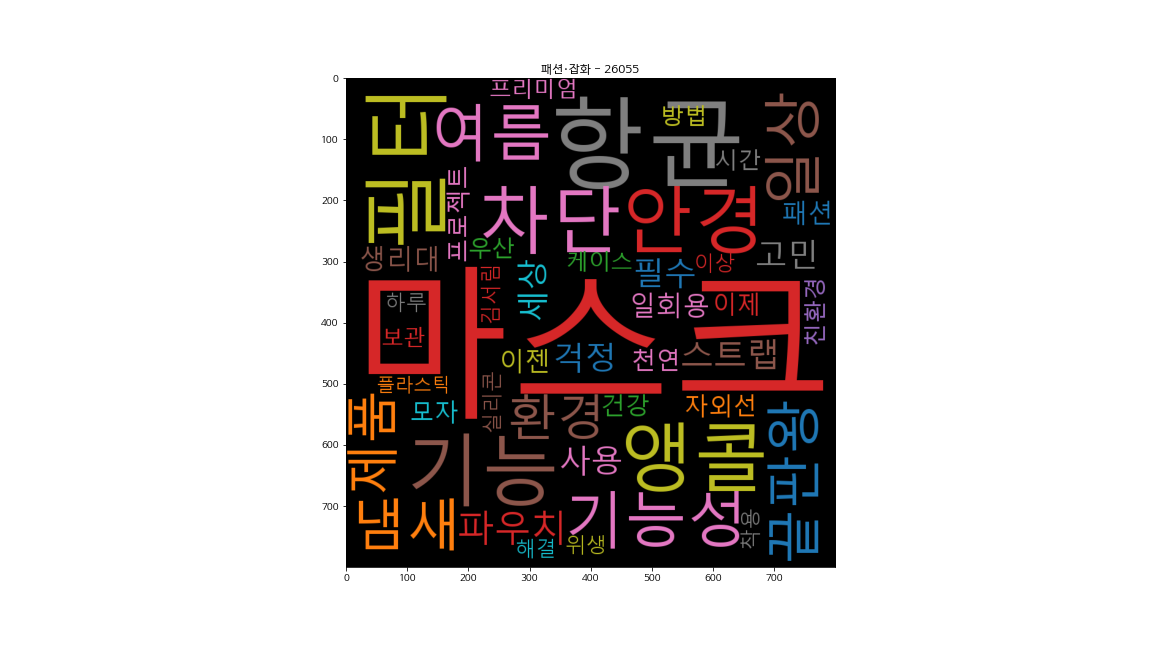 패션·잡화 – 26055
프리미엄
필터
여름
항균
방법
일상
시간
프로젝트
차단
안경
패션
생리대
우산
케이스
필수
이상
고민
하루
김서림
세상
마스크
일회용
이제
친환경
보관
이젠
걱정
천연
스트랩
플라스틱
실리콘
모자
환경
건강
자외선
제품
기능
사용
앵콜
끝판왕
냄새
파우치
기능성
착용
해결
위생
0
100
200
300
400
500
600
700
0 100 200 300 400 500 600 700